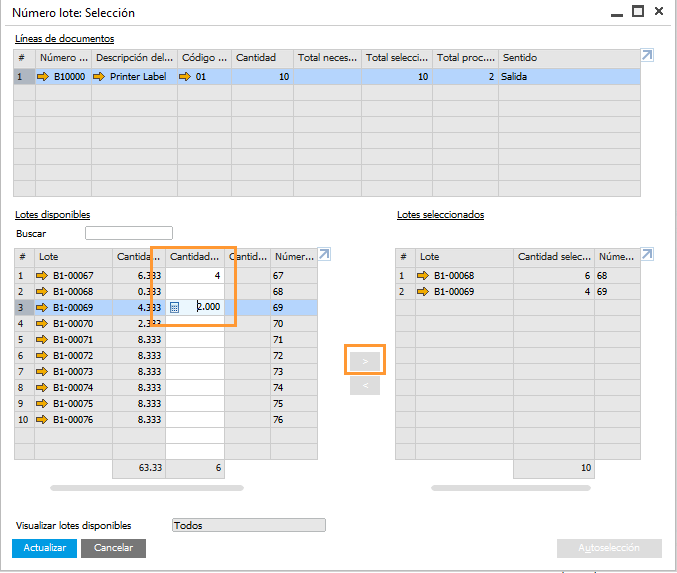 Número lote: Selección
Líneas de documentos
# Número ... Descripción del... Código ... Cantidad Total neces... Total selecci... Total proc.... Sentido
1 B10000 Printer Label 01 10 10 2 Salida
Lotes disponibles
Buscar
# Lote Cantida... Cantidad... Cantid... Númer...
1 B1-00067 6.333 4 67
2 B1-00068 0.333 68
3 B1-00069 4.333 2.000 69
4 B1-00070 2.333 70
5 B1-00071 8.333 71
6 B1-00072 8.333 72
7 B1-00073 8.333 73
8 B1-00074 8.333 74
9 B1-00075 8.333 75
10 B1-00076 8.333 76
63.33 6
>
<
Lotes seleccionados
# Lote Cantidad selec... Núme...
1 B1-00068 6 68
2 B1-00069 4 69
10
Visualizar lotes disponibles Todos
Actualizar Cancelar Autoselección